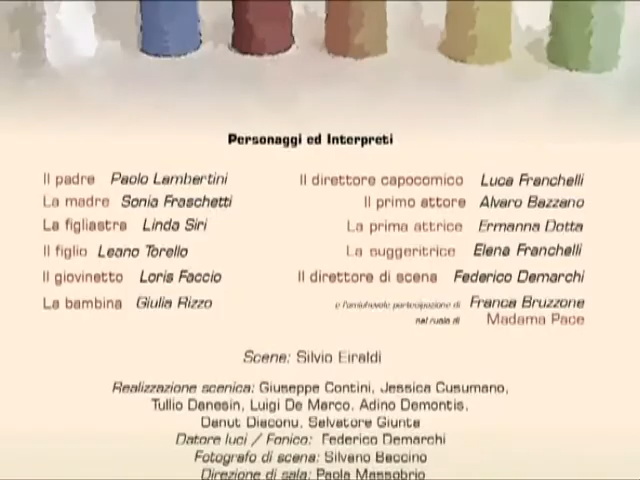 Personaggi ed Interpreti
Il padre Paolo Lambertini
La madre Sonia Fraschetti
La figliastra Linda Siri
Il figlio Leano Torello
Il giovinetto Loris Faccio
La bambina Giulia Rizzo
Il direttore capocomico Luca Franchelli
Il primo attore Alvaro Bazzano
La prima attrice Ermanna Dotta
La suggeritrice Elena Franchelli
Il direttore di scena Federico Demarchi
e l'amichevole partecipazione di Franca Bruzzone
nel ruolo di Madama Pace
Scene: Silvio Eiraldi
Realizzazione scenica: Giuseppe Contini, Jessica Cusumano,
Tullio Danesin, Luigi De Marco, Adino Demontis,
Danut Diaconu, Salvatore Giunta
Datore luci / Fonico: Federico Demarchi
Fotografo di scena: Silvano Baccino
Direzione di sala: Paola Massobrio